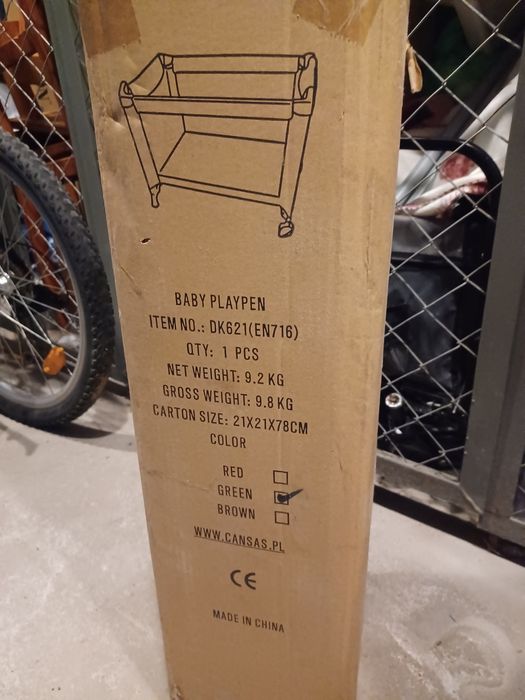 BABY PLAYPEN
ITEM NO.: DK621(EN716)
QTY: 1 PCS
NET WEIGHT: 9.2 KG
GROSS WEIGHT: 9.8 KG
CARTON SIZE: 21X21X78CM
COLOR
RED
GREEN
BROWN
WWW.CANSAS.PL
CE
MADE IN CHINA